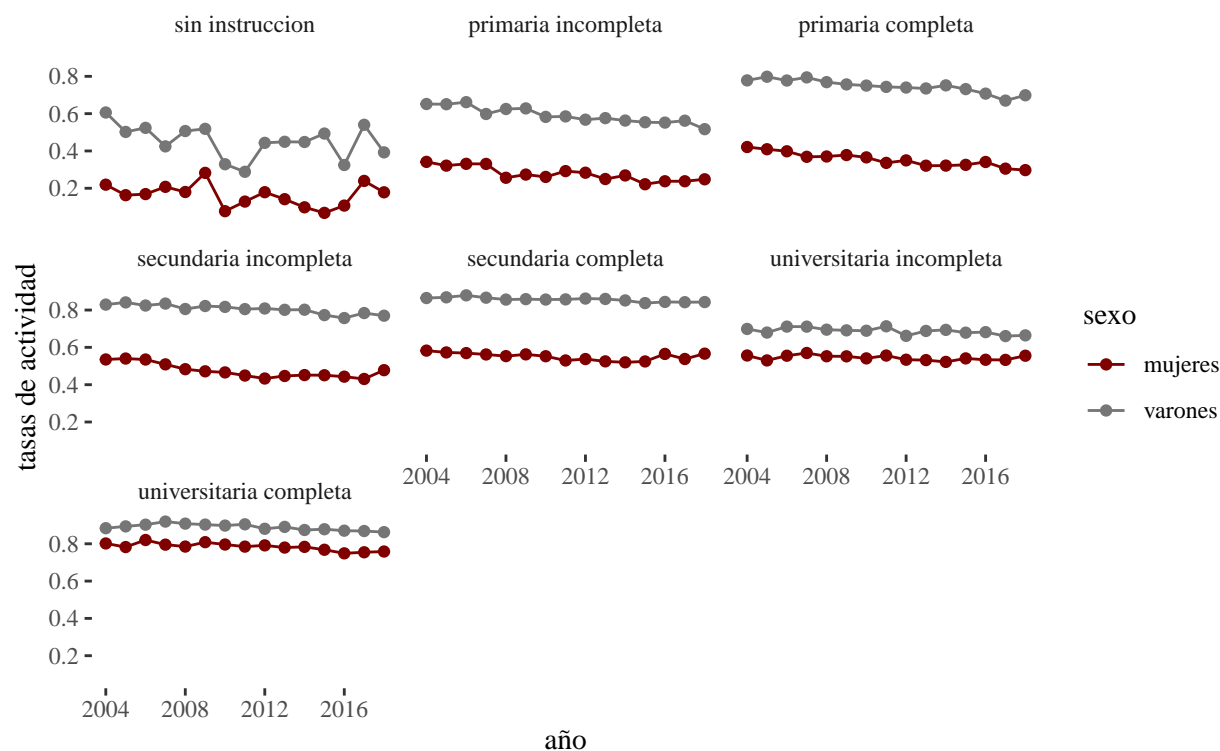 sin instruccion
primaria incompleta
primaria completa
0.8
0.6
0.4
0.2
secundaria incompleta
secundaria completa
universitaria incompleta
0.8
0.6
0.4
0.2
2004 2008 2012 2016
2004 2008 2012 2016
universitaria completa
0.8
0.6
0.4
0.2
2004 2008 2012 2016
año
tasas de actividad
sexo
mujeres
varones